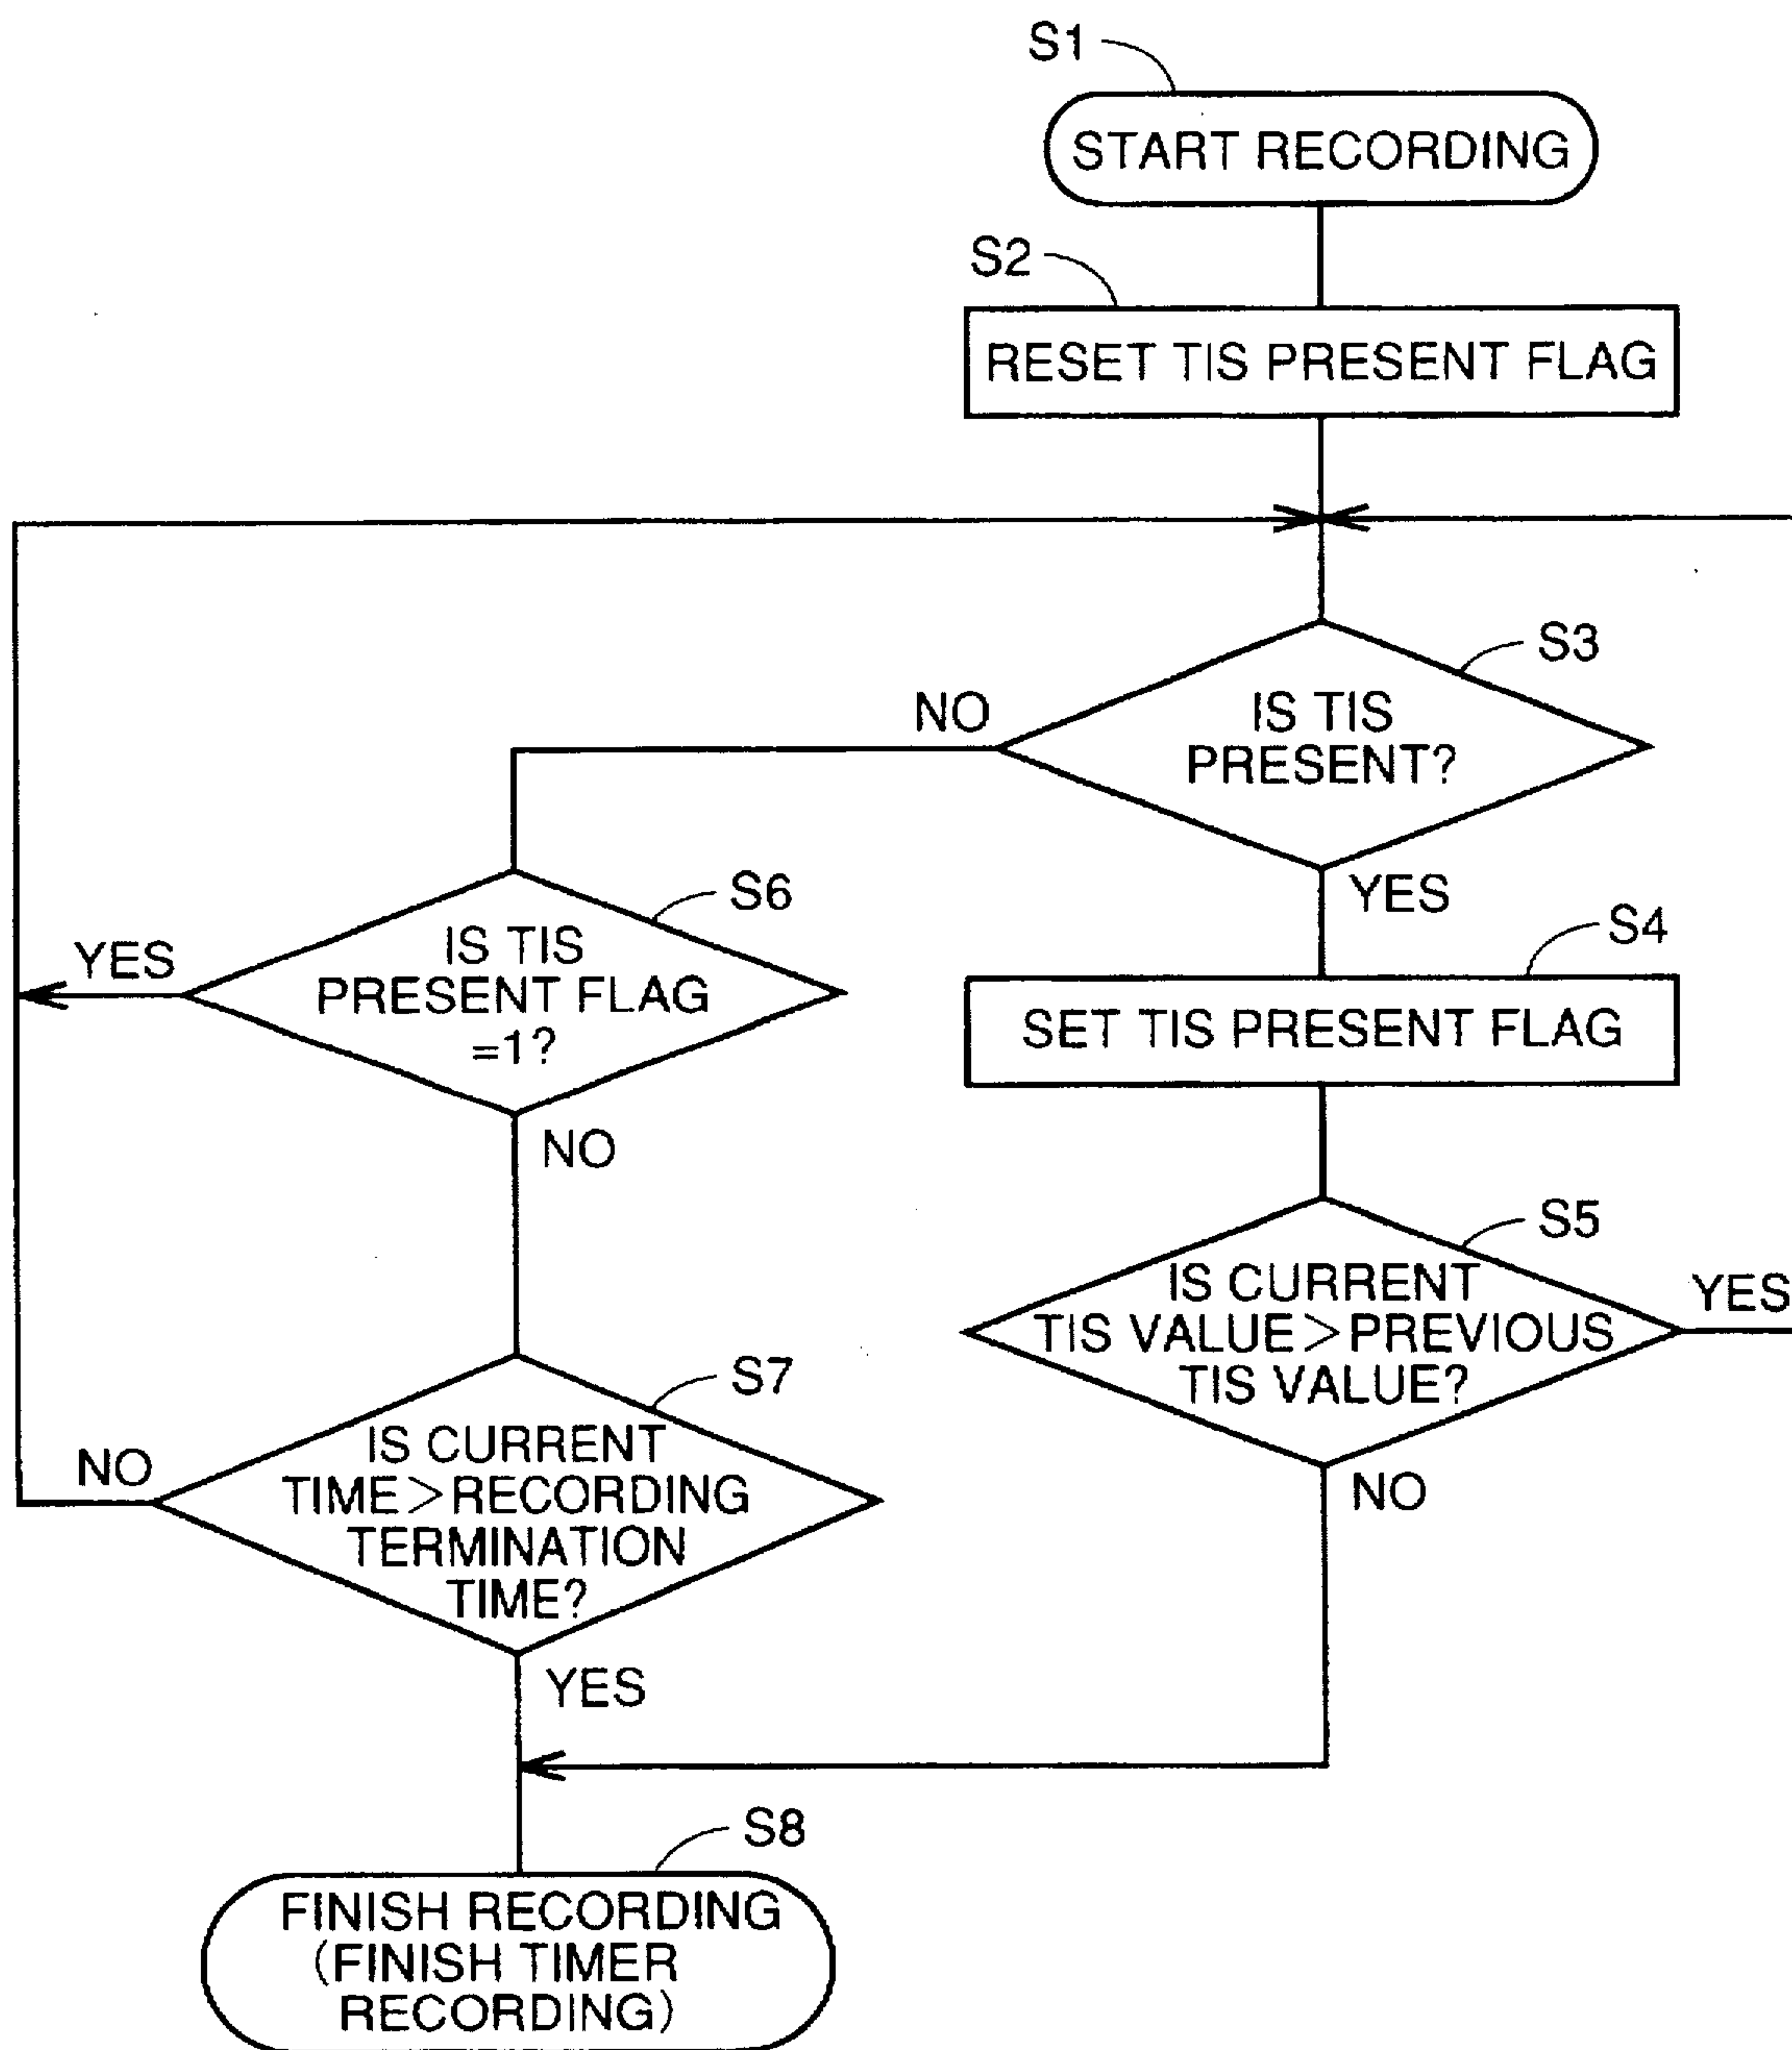 S1
START RECORDING
S2
RESET TIS PRESENT FLAG
S3
NO
IS TIS
PRESENT?
YES
S6
YES
IS TIS
PRESENT FLAG
=1?
NO
S4
SET TIS PRESENT FLAG
S5
IS CURRENT
TIS VALUE>PREVIOUS
TIS VALUE?
YES
NO
S7
NO
IS CURRENT
TIME>RECORDING
TERMINATION
TIME?
YES
S8
FINISH RECORDING
(FINISH TIMER
RECORDING)